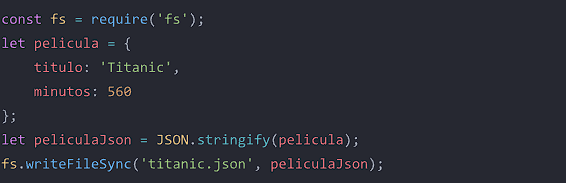 const fs = require('fs');
let pelicula = {
    titulo: 'Titanic',
    minutos: 560
};
let peliculaJson = JSON.stringify(pelicula);
fs.writeFileSync('titanic.json', peliculaJson);